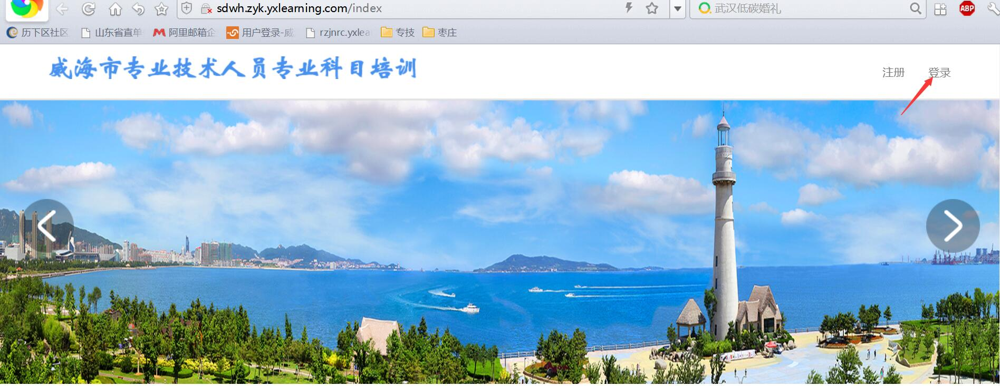 sdwh.zyk.yxlearning.com/index
武汉低碳婚礼
ABP
历下区社区
山东省直单
阿里邮箱企
用户登录-威
rzjnrc.yxlea
专技
枣庄
威海市专业技术人员专业科目培训
注册 登录